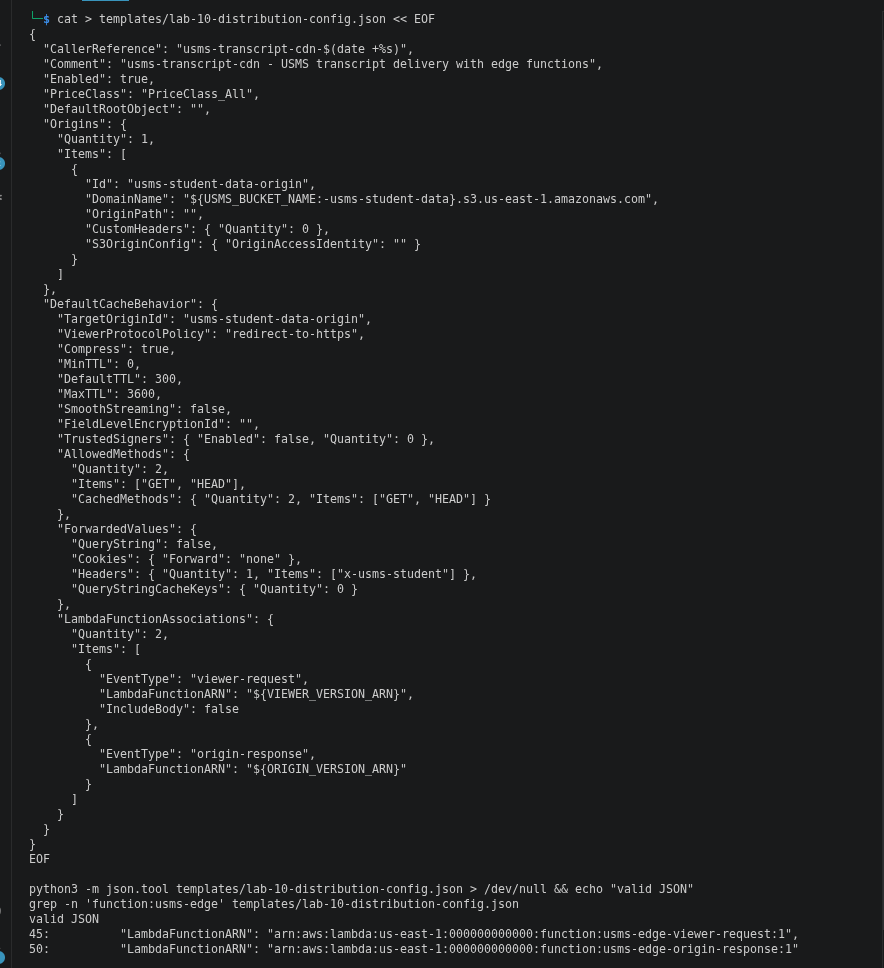 └─$ cat > templates/lab-10-distribution-config.json << EOF
{
  "CallerReference": "usms-transcript-cdn-$(date +%s)",
  "Comment": "usms-transcript-cdn - USMS transcript delivery with edge functions",
  "Enabled": true,
  "PriceClass": "PriceClass_All",
  "DefaultRootObject": "",
  "Origins": {
    "Quantity": 1,
    "Items": [
      {
        "Id": "usms-student-data-origin",
        "DomainName": "${USMS_BUCKET_NAME:-usms-student-data}.s3.us-east-1.amazonaws.com",
        "OriginPath": "",
        "CustomHeaders": { "Quantity": 0 },
        "S3OriginConfig": { "OriginAccessIdentity": "" }
      }
    ]
  },
  "DefaultCacheBehavior": {
    "TargetOriginId": "usms-student-data-origin",
    "ViewerProtocolPolicy": "redirect-to-https",
    "Compress": true,
    "MinTTL": 0,
    "DefaultTTL": 300,
    "MaxTTL": 3600,
    "SmoothStreaming": false,
    "FieldLevelEncryptionId": "",
    "TrustedSigners": { "Enabled": false, "Quantity": 0 },
    "AllowedMethods": {
      "Quantity": 2,
      "Items": ["GET", "HEAD"],
      "CachedMethods": { "Quantity": 2, "Items": ["GET", "HEAD"] }
    },
    "ForwardedValues": {
      "QueryString": false,
      "Cookies": { "Forward": "none" },
      "Headers": { "Quantity": 1, "Items": ["x-usms-student"] },
      "QueryStringCacheKeys": { "Quantity": 0 }
    },
    "LambdaFunctionAssociations": {
      "Quantity": 2,
      "Items": [
        {
          "EventType": "viewer-request",
          "LambdaFunctionARN": "${VIEWER_VERSION_ARN}",
          "IncludeBody": false
        },
        {
          "EventType": "origin-response",
          "LambdaFunctionARN": "${ORIGIN_VERSION_ARN}"
        }
      ]
    }
  }
}
EOF

python3 -m json.tool templates/lab-10-distribution-config.json > /dev/null && echo "valid JSON"
grep -n 'function:usms-edge' templates/lab-10-distribution-config.json
valid JSON
45:          "LambdaFunctionARN": "arn:aws:lambda:us-east-1:000000000000:function:usms-edge-viewer-request:1",
50:          "LambdaFunctionARN": "arn:aws:lambda:us-east-1:000000000000:function:usms-edge-origin-response:1"